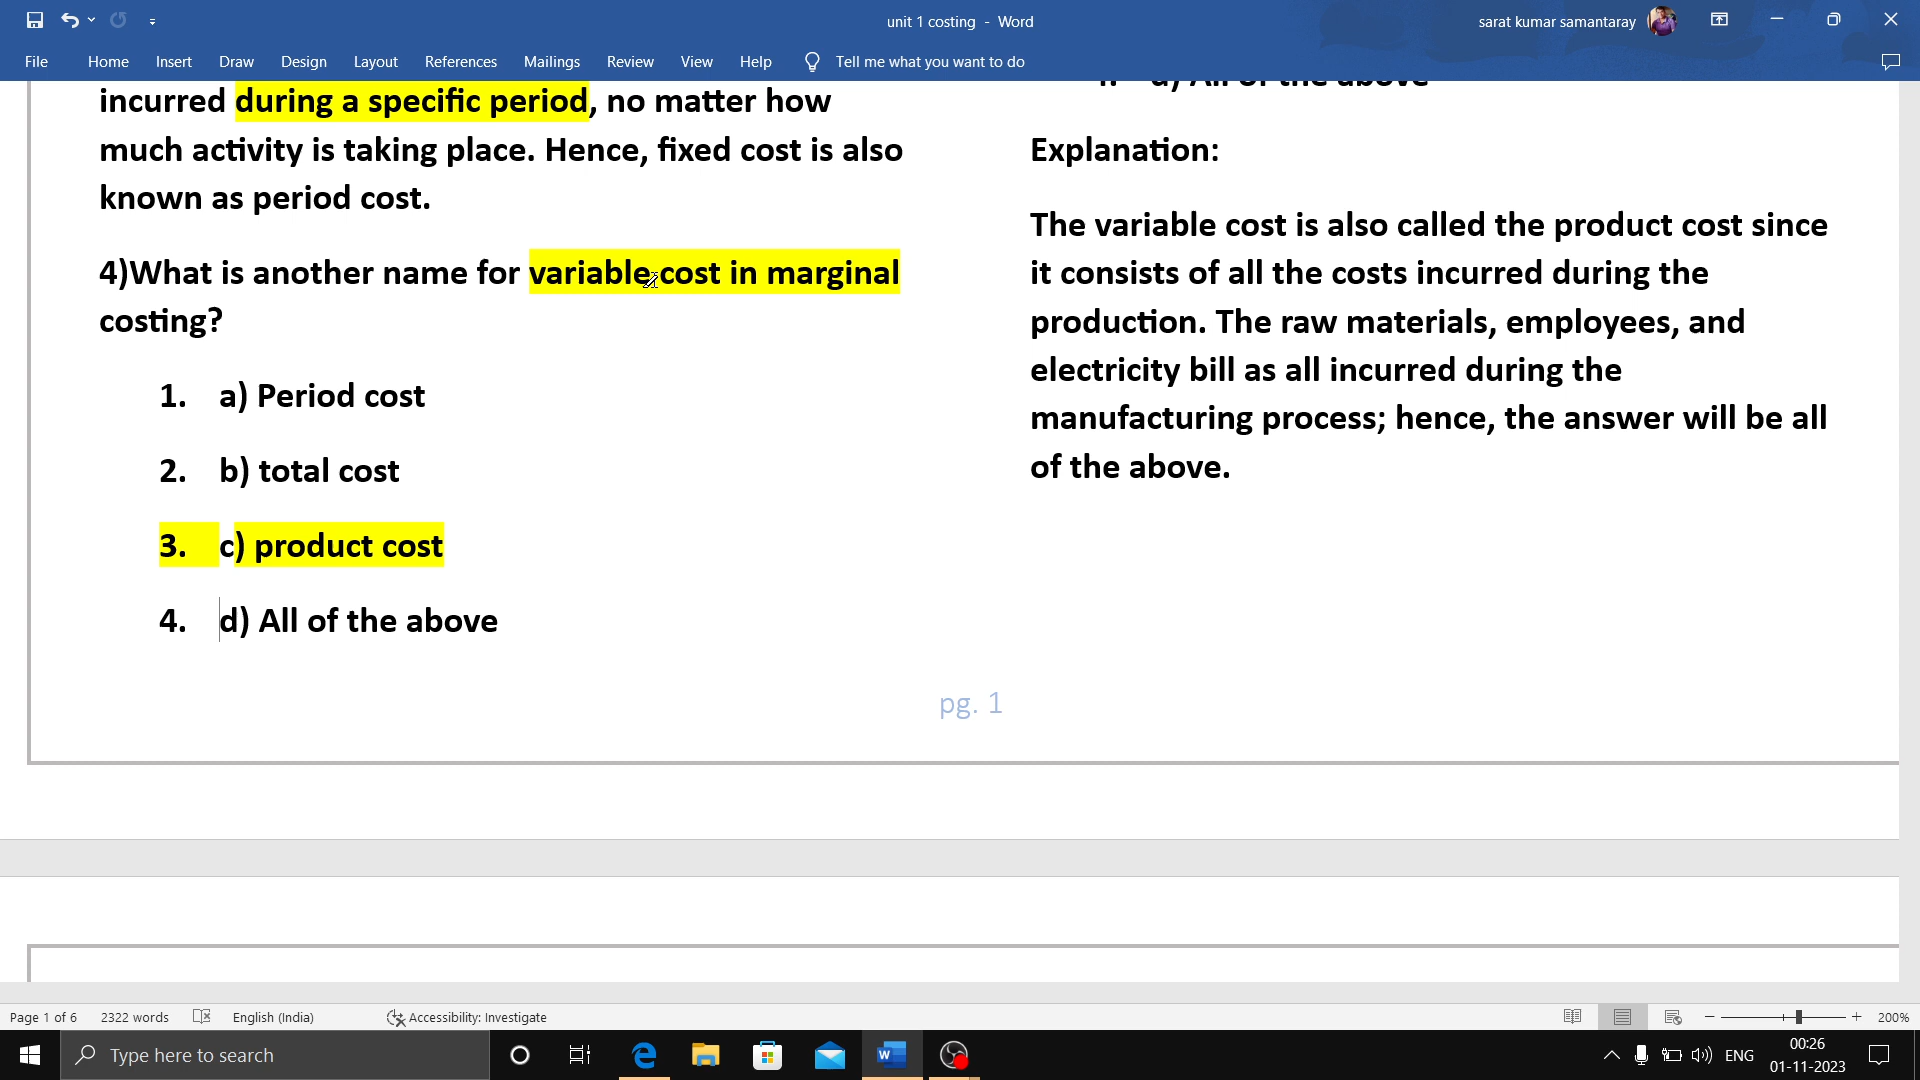 unit 1 costing - Word
sarat kumar samantaray
File Home Insert Draw Design Layout References Mailings Review View Help Tell me what you want to do
incurred during a specific period, no matter how
much activity is taking place. Hence, fixed cost is also
known as period cost.
4)What is another name for variable cost in marginal
costing?
1. a) Period cost
2. b) total cost
3. c) product cost
4. d) All of the above
Explanation:
The variable cost is also called the product cost since
it consists of all the costs incurred during the
production. The raw materials, employees, and
electricity bill as all incurred during the
manufacturing process; hence, the answer will be all
of the above.
pg. 1
Page 1 of 6 2322 words English (India) Accessibility: Investigate 200%
Type here to search
ENG
00:26
01-11-2023